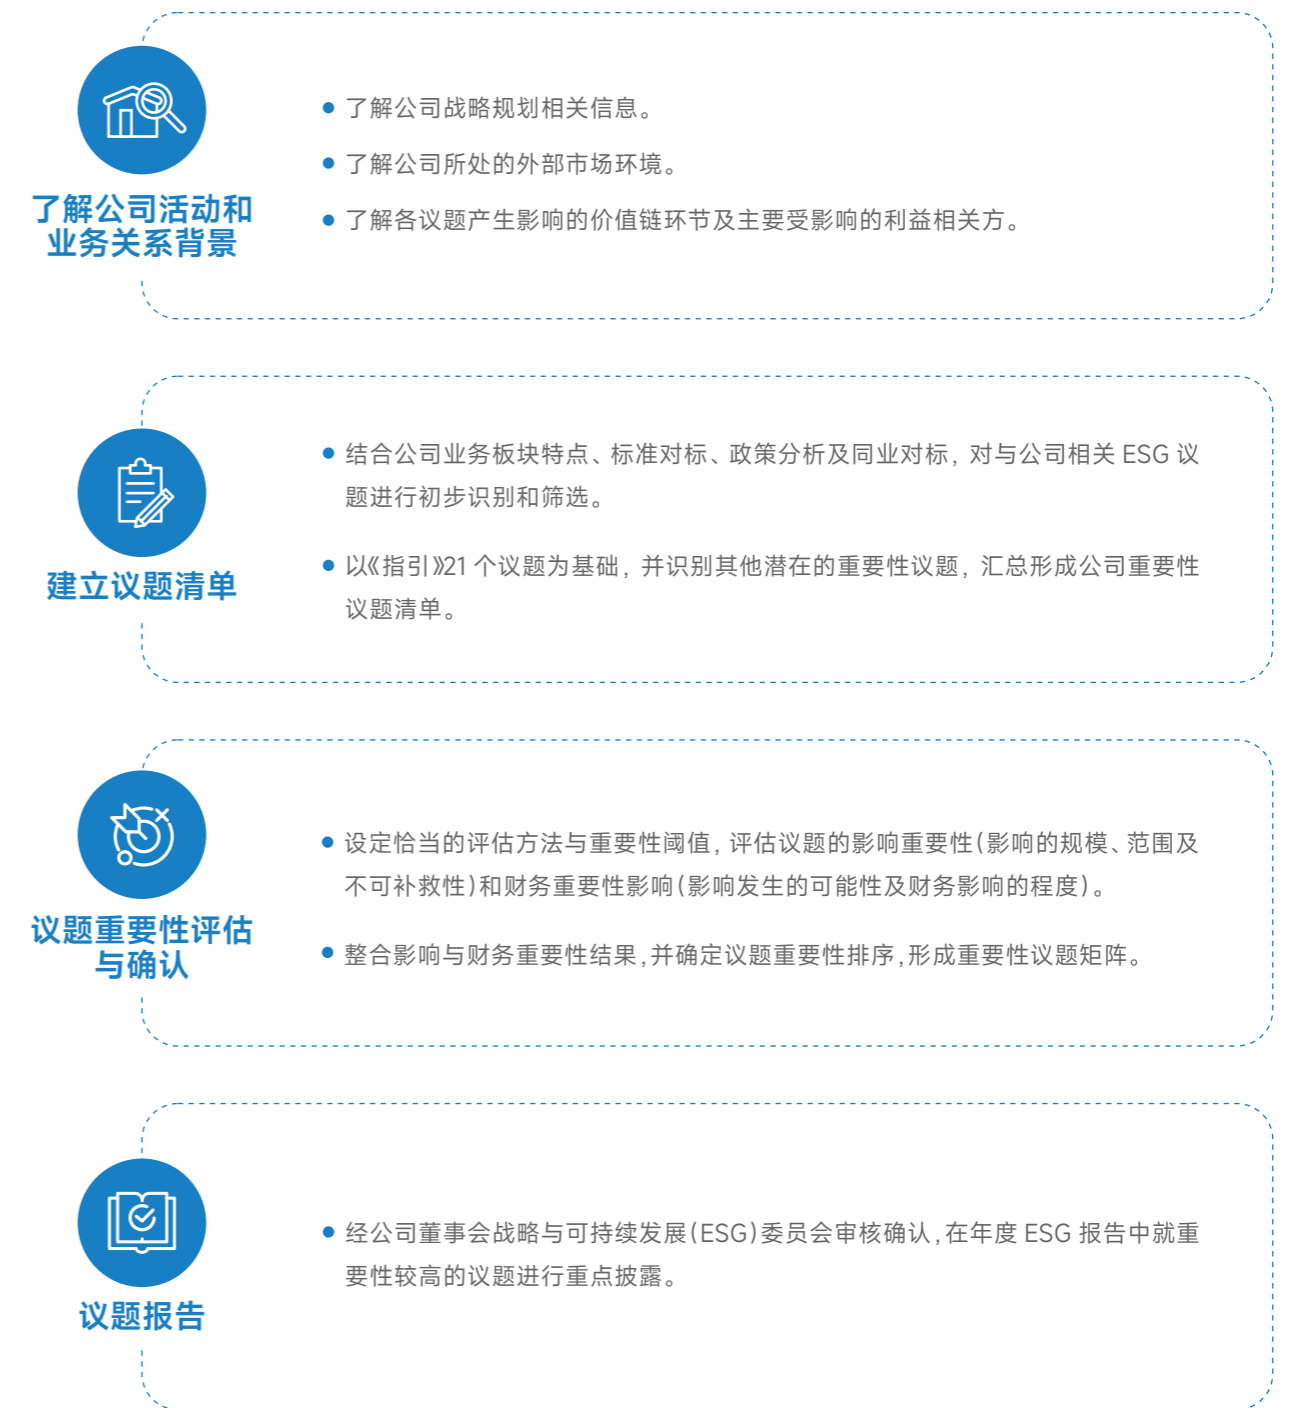 了解公司活动和
业务关系背景
● 了解公司战略规划相关信息。
● 了解公司所处的外部市场环境。
● 了解各议题产生影响的价值链环节及主要受影响的利益相关方。
建立议题清单
● 结合公司业务板块特点、标准对标、政策分析及同业对标，对与公司相关 ESG 议
题进行初步识别和筛选。
● 以《指引》21 个议题为基础，并识别其他潜在的重要性议题，汇总形成公司重要性
议题清单。
议题重要性评估
与确认
● 设定恰当的评估方法与重要性阈值，评估议题的影响重要性（影响的规模、范围及
不可补救性）和财务重要性影响（影响发生的可能性及财务影响的程度）。
● 整合影响与财务重要性结果，并确定议题重要性排序，形成重要性议题矩阵。
议题报告
● 经公司董事会战略与可持续发展（ESG）委员会审核确认，在年度 ESG 报告中就重
要性较高的议题进行重点披露。